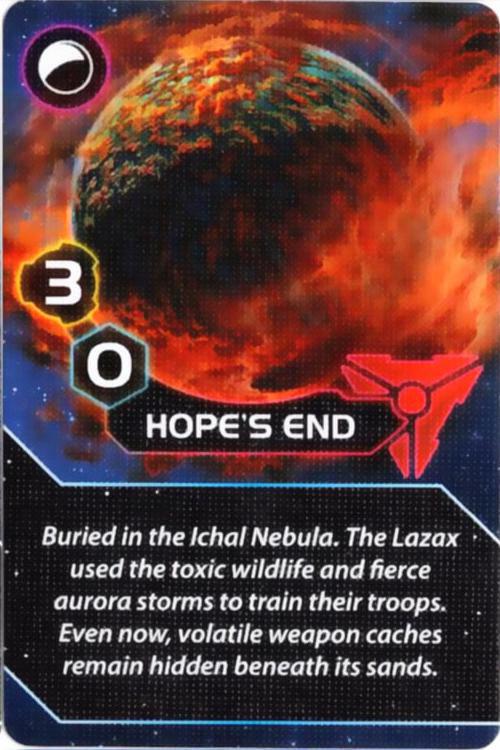 3
0
HOPE'S END
Buried in the Ichal Nebula. The Lazax
used the toxic wildlife and fierce
aurora storms to train their troops.
Even now, volatile weapon caches
remain hidden beneath its sands.